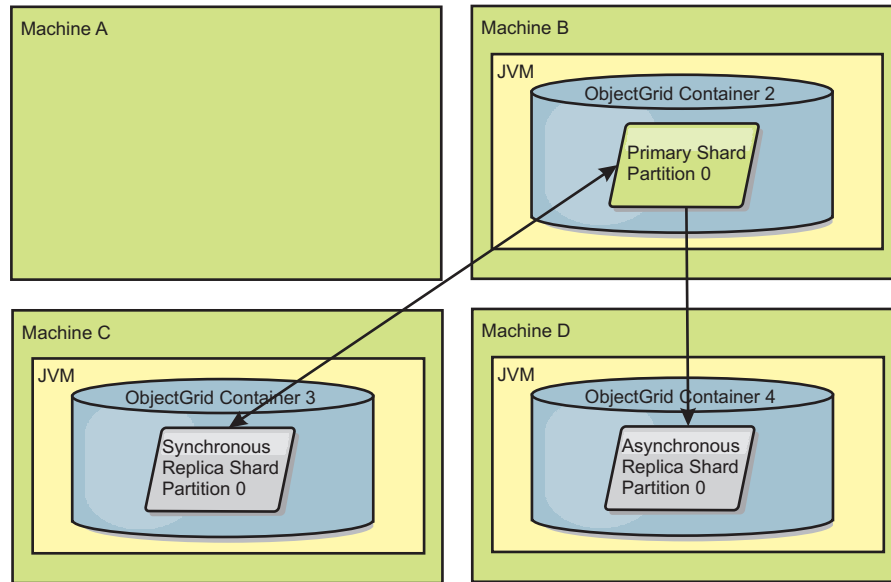 Machine A
Machine B
JVM
ObjectGrid Container 2
Primary Shard
Partition 0
Machine C
JVM
ObjectGrid Container 3
Synchronous
Replica Shard
Partition 0
Machine D
JVM
ObjectGrid Container 4
Asynchronous
Replica Shard
Partition 0